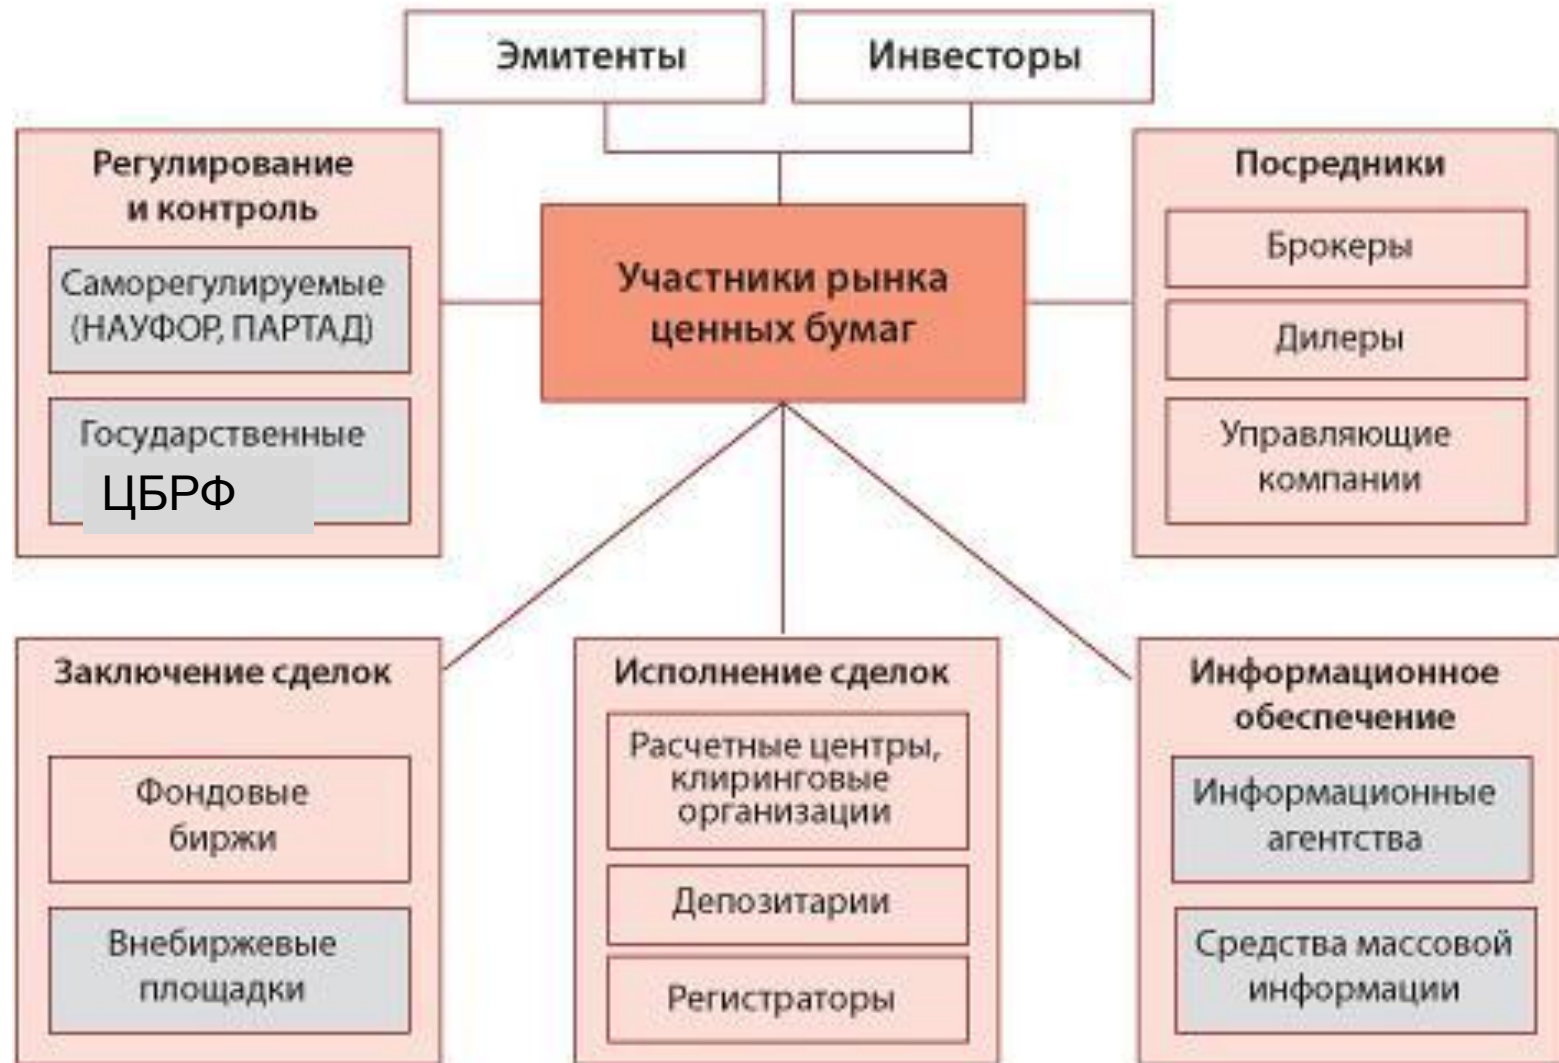 Эмитенты
Инвесторы
Регулирование
и контроль
Саморегулируемые
(НАУФОР, ПАРТАД)
Государственные
ЦБРФ
Участники рынка
ценных бумаг
Посредники
Брокеры
Дилеры
Управляющие
компании
Заключение сделок
Фондовые
биржи
Внебиржевые
площадки
Исполнение сделок
Расчетные центры,
клиринговые
организации
Депозитарии
Регистраторы
Информационное
обеспечение
Информационные
агентства
Средства массовой
информации